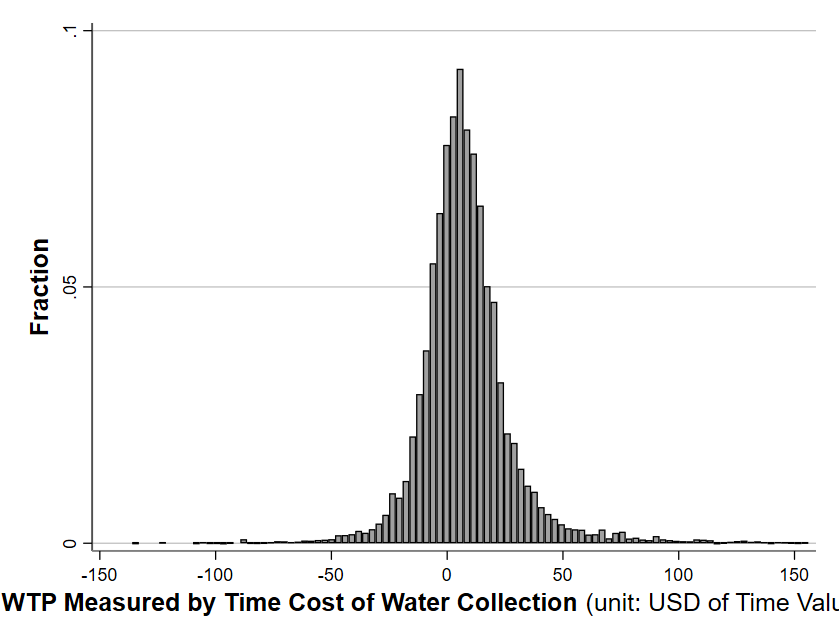 .1
.05
0
Fraction
-150 -100 -50 0 50 100 150
WTP Measured by Time Cost of Water Collection (unit: USD of Time Valu